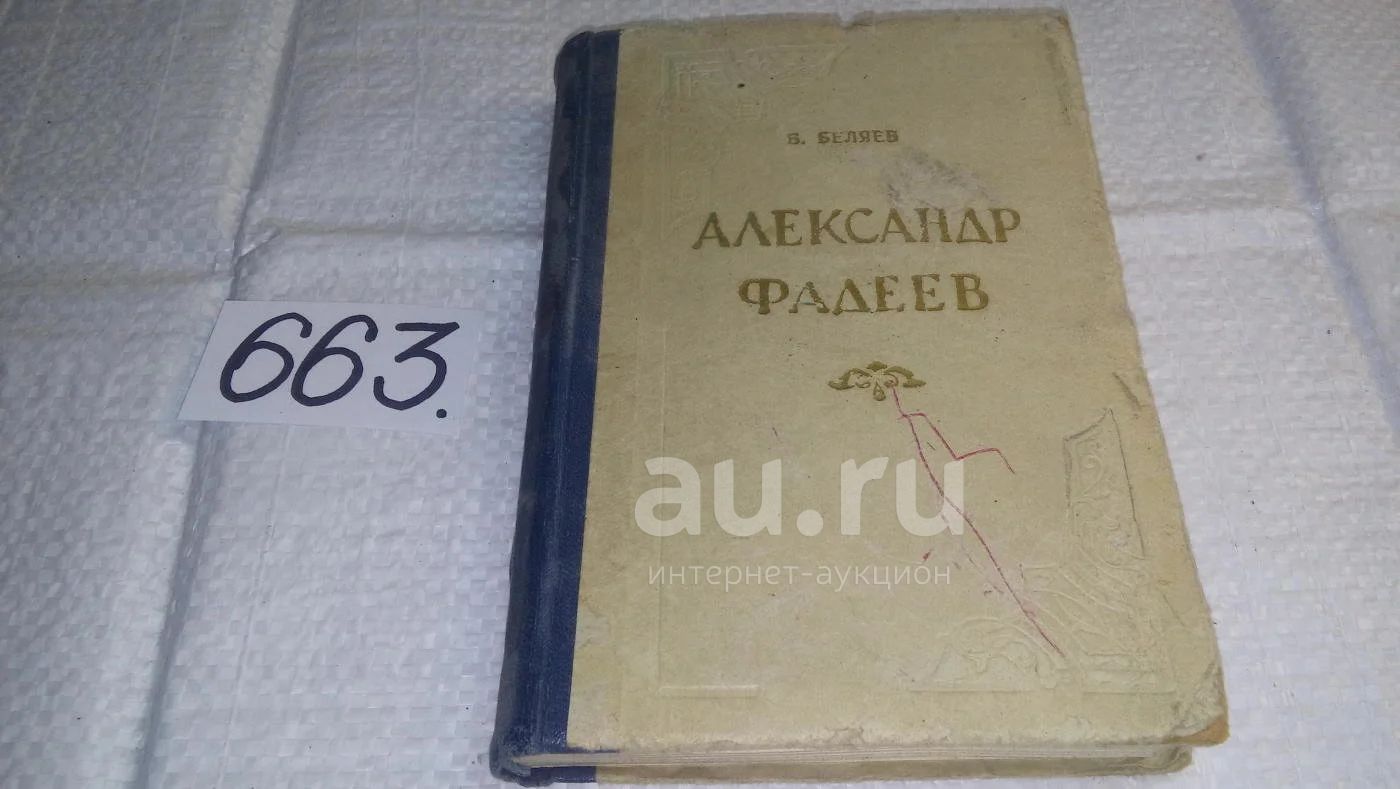 Б. БЕЛЯЕВ
АЛЕКСАНДР
ФАДЕЕВ
663.
au.ru
интернет-аукцион